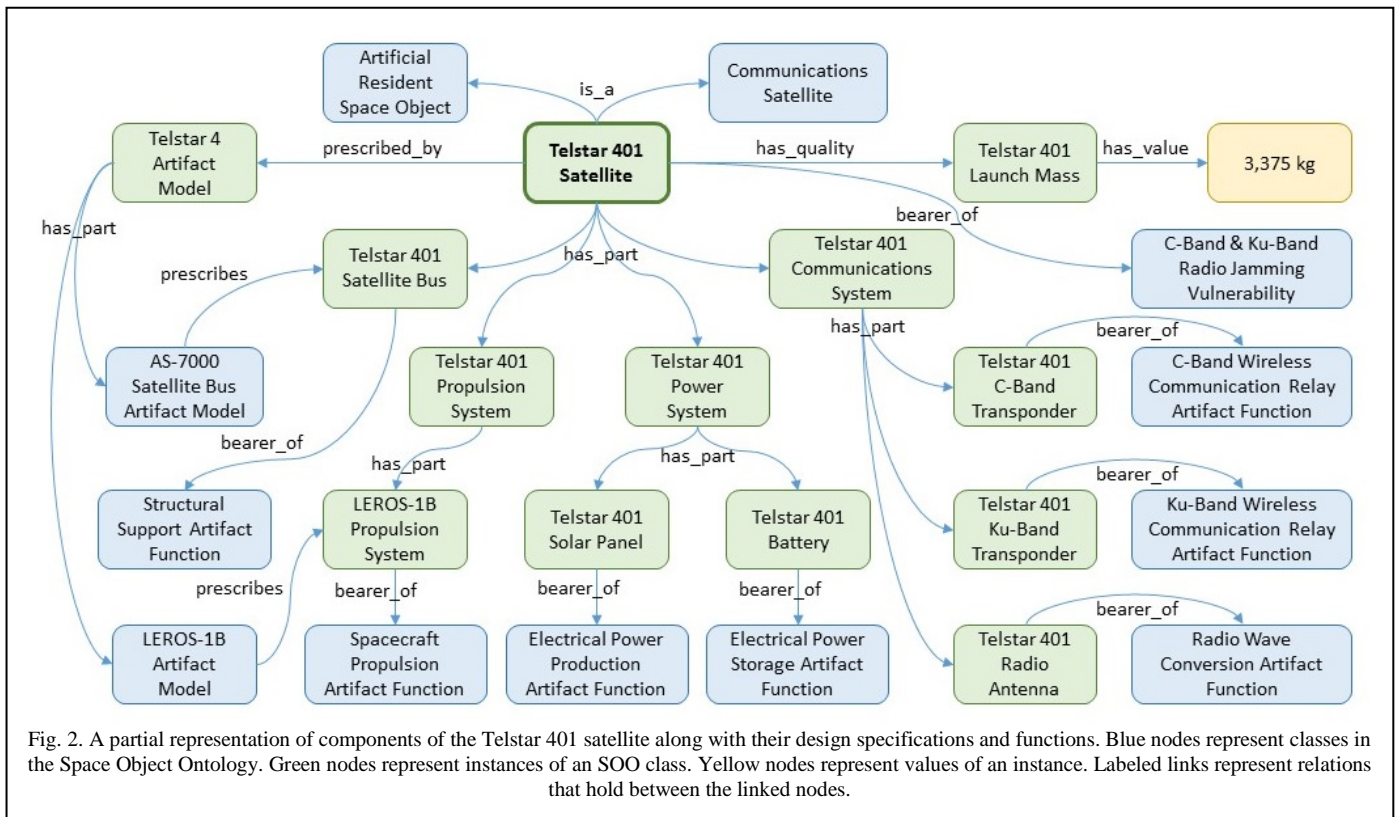 Artificial
Resident
Space Object
is_a
Communications
Satellite
Telstar 4
Artifact
Model
prescribed_by
Telstar 401
Satellite
has_quality
Telstar 401
Launch Mass
has_value
3,375 kg
has_part
prescribes
Telstar 401
Satellite Bus
has_part
Telstar 401
Communications
System
bearer_of
C-Band & Ku-Band
Radio Jamming
Vulnerability
AS-7000
Satellite Bus
Artifact Model
Telstar 401
Propulsion
System
Telstar 401
Power
System
has_part
Telstar 401
C-Band
Transponder
bearer_of
C-Band Wireless
Communication Relay
Artifact Function
bearer_of
has_part
has_part
Structural
Support Artifact
Function
LEROS-1B
Propulsion
System
Telstar 401
Solar Panel
Telstar 401
Battery
Telstar 401
Ku-Band
Transponder
bearer_of
Ku-Band Wireless
Communication Relay
Artifact Function
prescribes
bearer_of
bearer_of
bearer_of
LEROS-1B
Artifact
Model
Spacecraft
Propulsion
Artifact Function
Electrical Power
Production
Artifact Function
Electrical Power
Storage Artifact
Function
Telstar 401
Radio
Antenna
bearer_of
Radio Wave
Conversion Artifact
Function
Fig. 2. A partial representation of components of the Telstar 401 satellite along with their design specifications and functions. Blue nodes represent classes in
the Space Object Ontology. Green nodes represent instances of an SOO class. Yellow nodes represent values of an instance. Labeled links represent relations
that hold between the linked nodes.